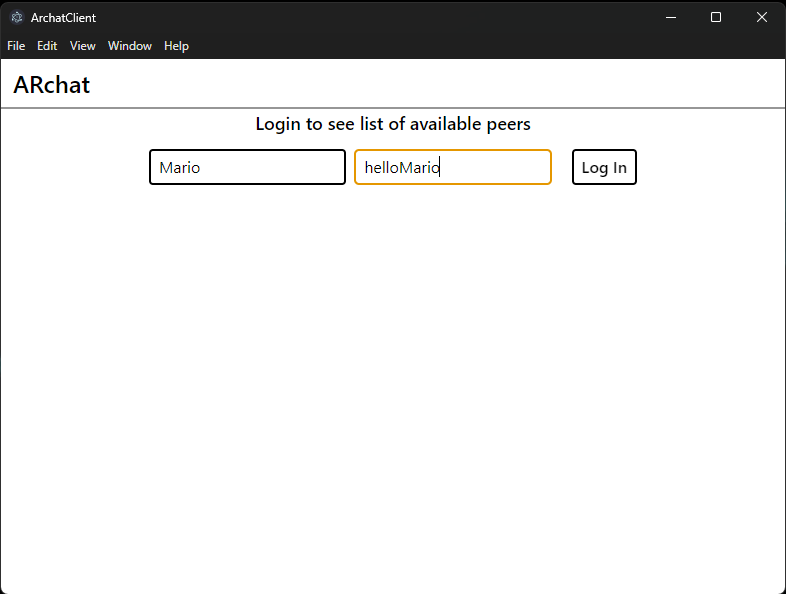 ArchatClient
File Edit View Window Help
ARchat
Login to see list of available peers
Mario helloMario Log In